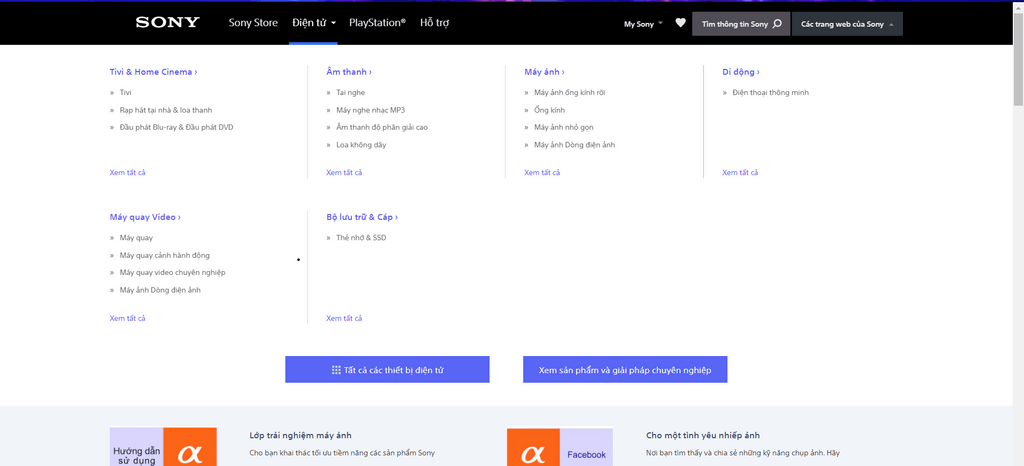 SONY
Sony Store
Điện tử
PlayStation®
Hỗ trợ
My Sony
Tìm thông tin Sony
Các trang web của Sony
Tivi & Home Cinema ›
» Tivi
» Rạp hát tại nhà & loa thanh
» Đầu phát Blu-ray & Đầu phát DVD
Xem tất cả
Âm thanh ›
» Tai nghe
» Máy nghe nhạc MP3
» Âm thanh độ phân giải cao
» Loa không dây
Xem tất cả
Máy ảnh ›
» Máy ảnh ống kính rời
» Ống kính
» Máy ảnh nhỏ gọn
» Máy ảnh Dòng điện ảnh
Xem tất cả
Di động ›
» Điện thoại thông minh
Xem tất cả
Máy quay Video ›
» Máy quay
» Máy quay cảnh hành động
» Máy quay video chuyên nghiệp
» Máy ảnh Dòng điện ảnh
Xem tất cả
Bộ lưu trữ & Cáp ›
» Thẻ nhớ & SSD
Xem tất cả
Tất cả các thiết bị điện tử
Xem sản phẩm và giải pháp chuyên nghiệp
Hướng dẫn
sử dụng
α
Lớp trải nghiệm máy ảnh
Cho bạn khai thác tối ưu tiềm năng các sản phẩm Sony
α
Facebook
Cho một tình yêu nhiếp ảnh
Nơi bạn tìm thấy và chia sẻ những kỹ năng chụp ảnh. Hãy